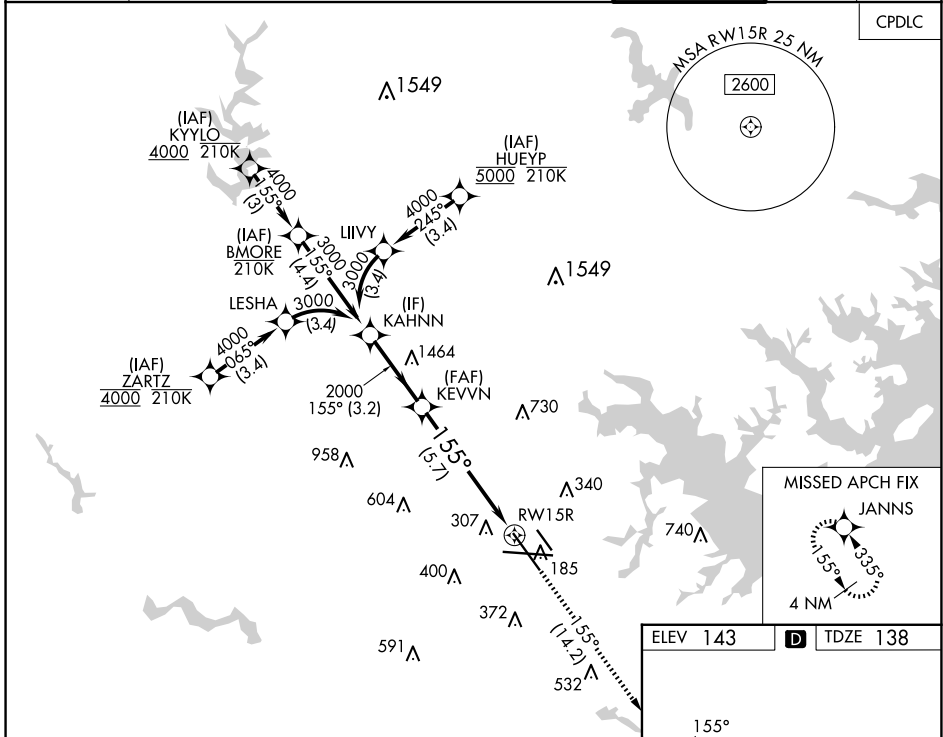 CPDLC
MSA RW15R 25 NM
2600
1549
(IAF)
KYYLO
4000 210K
4000
155°
(3)
(IAF)
HUEYP
5000 210K
4000
245°
(3.4)
LIIVY
3000
(3.4)
(IAF)
BMORE
210K
3000
155°
(4.4)
1549
LESHA
3000
(3.4)
(IF)
KAHNN
4000
065°
(3.4)
(IAF)
ZARTZ
4000 210K
1464
(FAF)
KEVVN
2000
155° (3.2)
730
155°
(5.7)
958
604
340
307
RW15R
740
185
400
372
591
155°
(14.2)
532
MISSED APCH FIX
JANNS
155°
335°
4 NM
ELEV 143
D
TDZE 138
155°